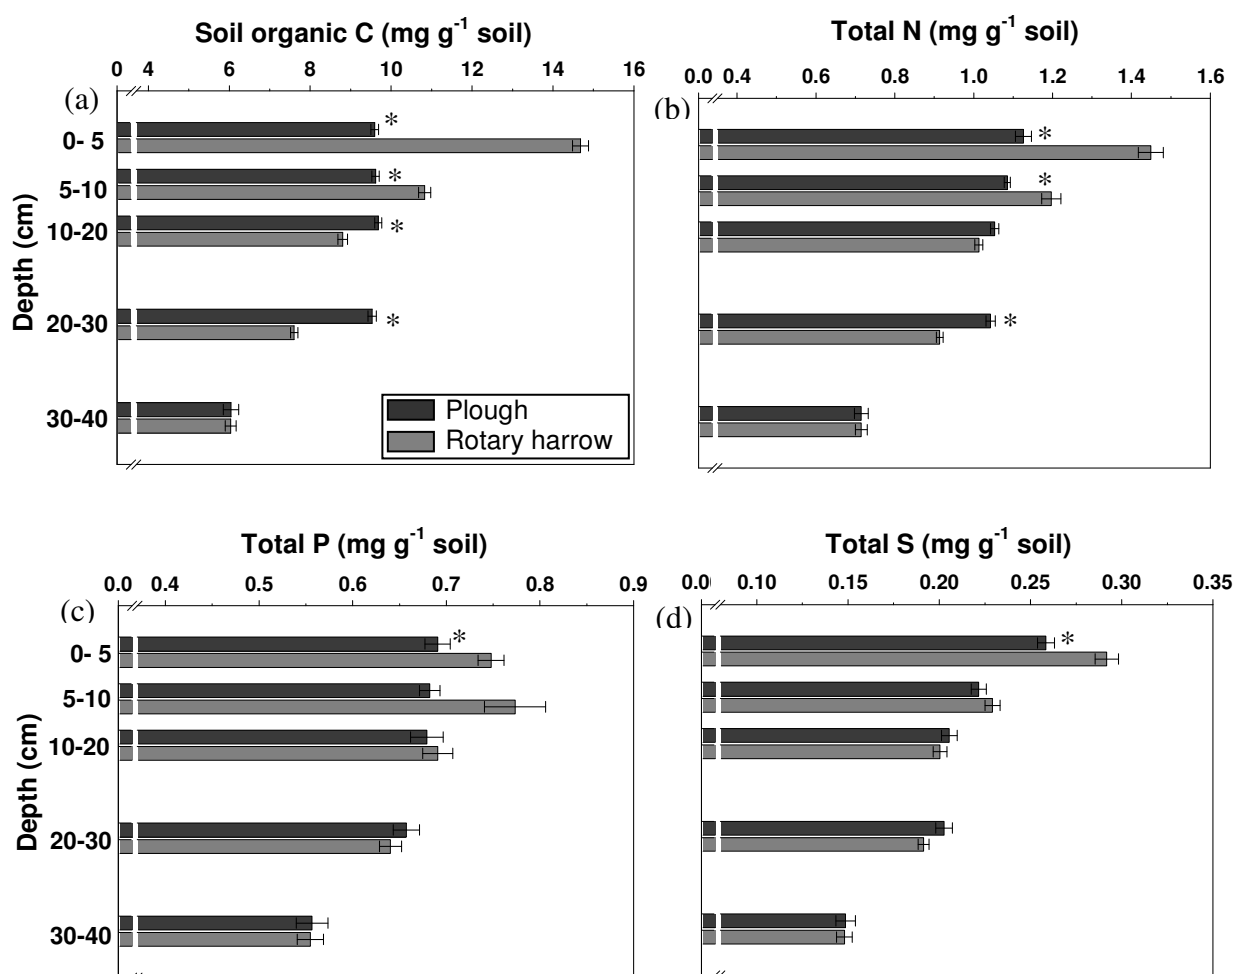 Soil organic C (mg g⁻¹ soil)
0 4 6 8 10 12 14 16
(a)
0- 5
*
5-10
*
10-20
*
20-30
*
30-40
Depth (cm)
Plough
Rotary harrow
Total N (mg g⁻¹ soil)
0.0 0.4 0.6 0.8 1.0 1.2 1.4 1.6
(b)
*
*
*
Total P (mg g⁻¹ soil)
0.0 0.4 0.5 0.6 0.7 0.8 0.9
(c)
0- 5
*
5-10
10-20
20-30
30-40
Depth (cm)
Total S (mg g⁻¹ soil)
0.0 0.10 0.15 0.20 0.25 0.30 0.35
(d)
*